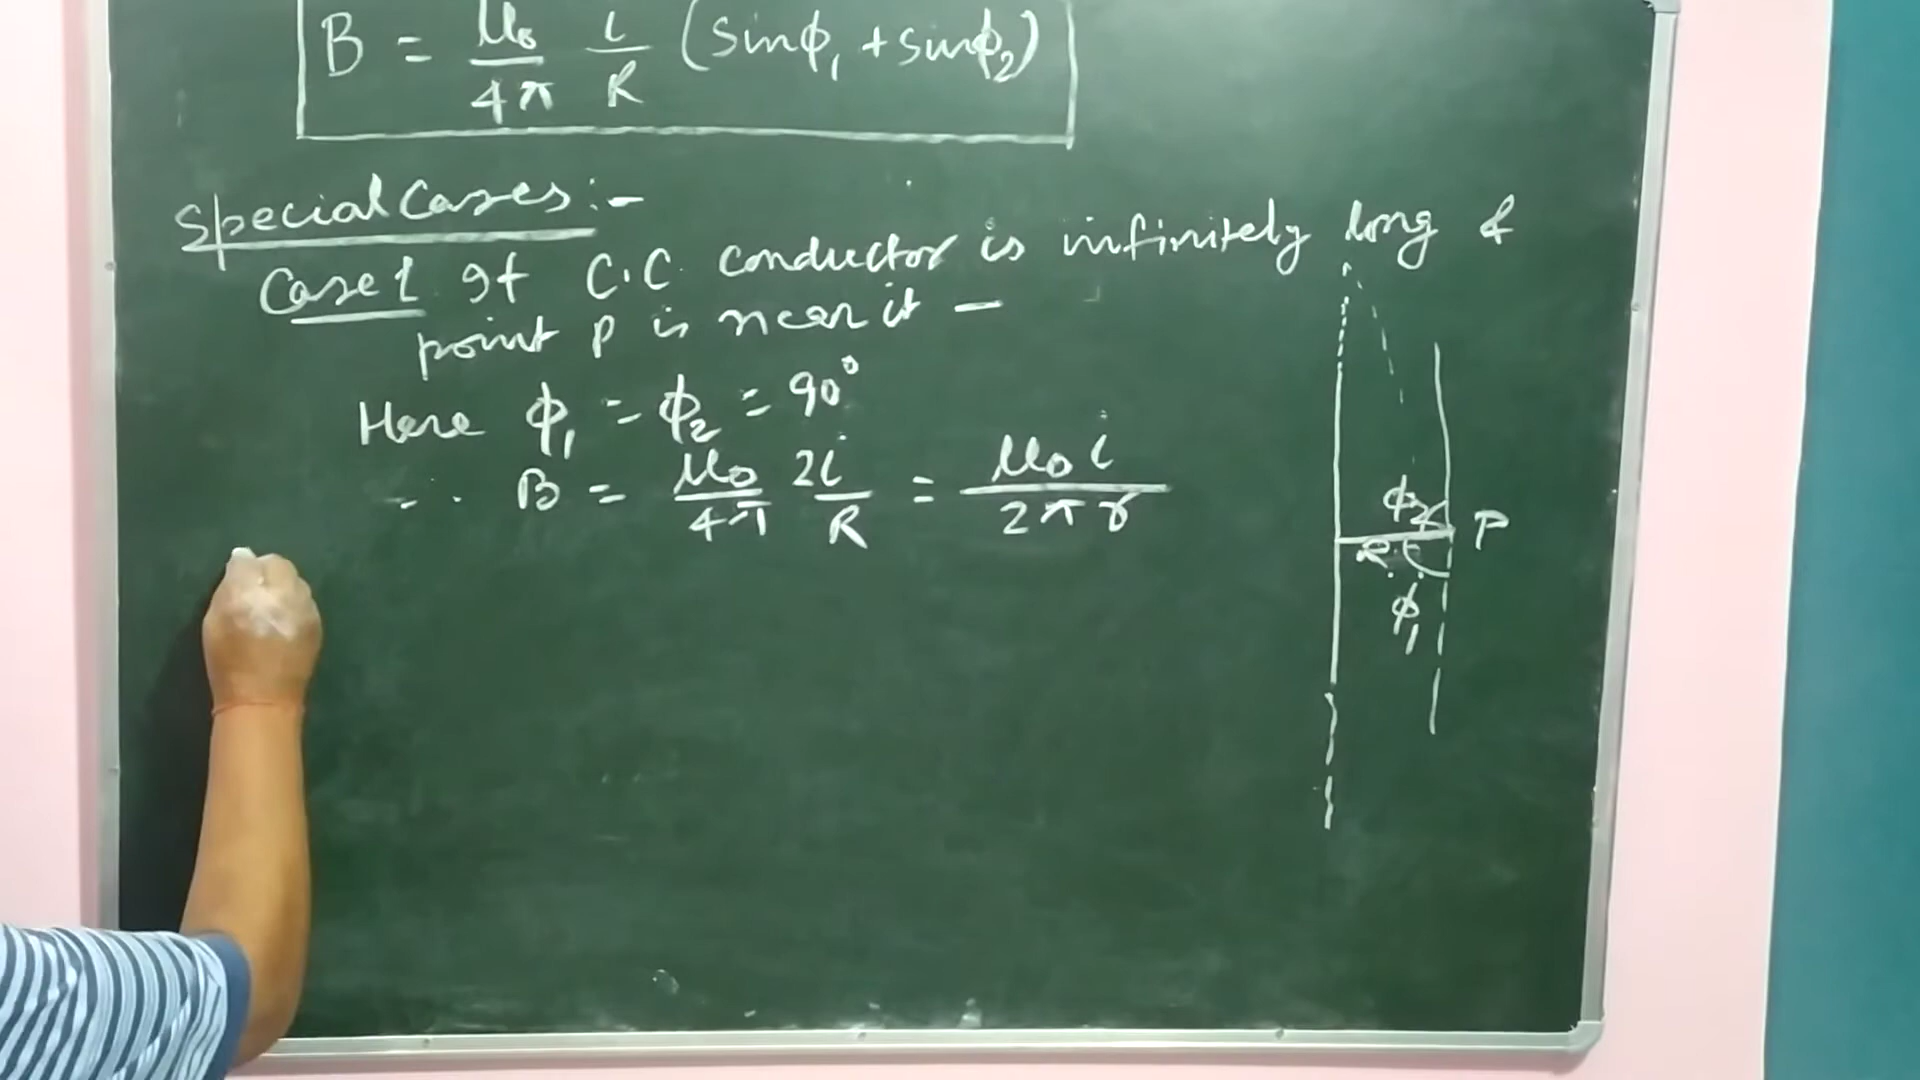 B = μ₀/4π i/R (sinϕ₁ + sinϕ₂)
Special Cases :-
Case 1 If C.C. conductor is infinitely long &
point P is near it —
Here ϕ₁ = ϕ₂ = 90°
∴ B = μ₀/4π 2i/R = μ₀ i/2πr
ϕ₂
P
R
ϕ₁